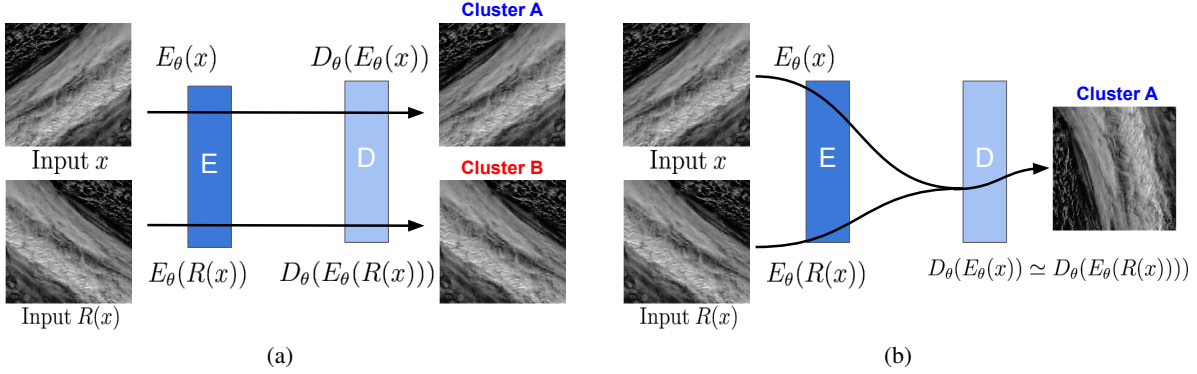 Cluster A
E_θ(x)
D_θ(E_θ(x))
E
D
Input x
Cluster B
E_θ(R(x))
D_θ(E_θ(R(x)))
Input R(x)
(a)
E_θ(x)
Cluster A
E
D
Input x
E_θ(R(x))
D_θ(E_θ(x)) ≃ D_θ(E_θ(R(x))))
Input R(x)
(b)